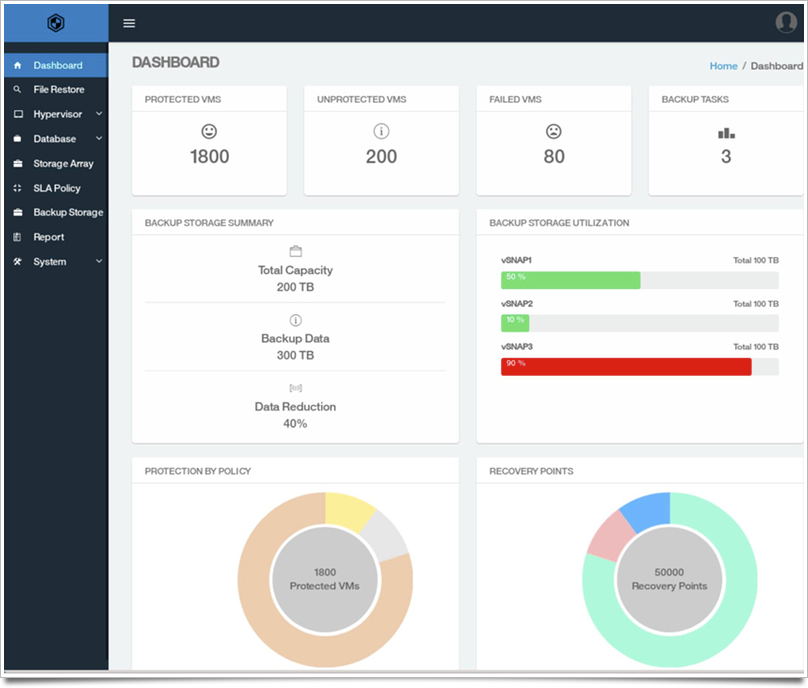 DASHBOARD
Home / Dashboard
Dashboard
File Restore
Hypervisor
Database
Storage Array
SLA Policy
Backup Storage
Report
System
PROTECTED VMS
1800
UNPROTECTED VMS
200
FAILED VMS
80
BACKUP TASKS
3
BACKUP STORAGE SUMMARY
Total Capacity
200 TB
Backup Data
300 TB
Data Reduction
40%
BACKUP STORAGE UTILIZATION
vSNAP1 Total 100 TB
50 %
vSNAP2 Total 100 TB
10 %
vSNAP3 Total 100 TB
90 %
PROTECTION BY POLICY
1800
Protected VMs
RECOVERY POINTS
50000
Recovery Points